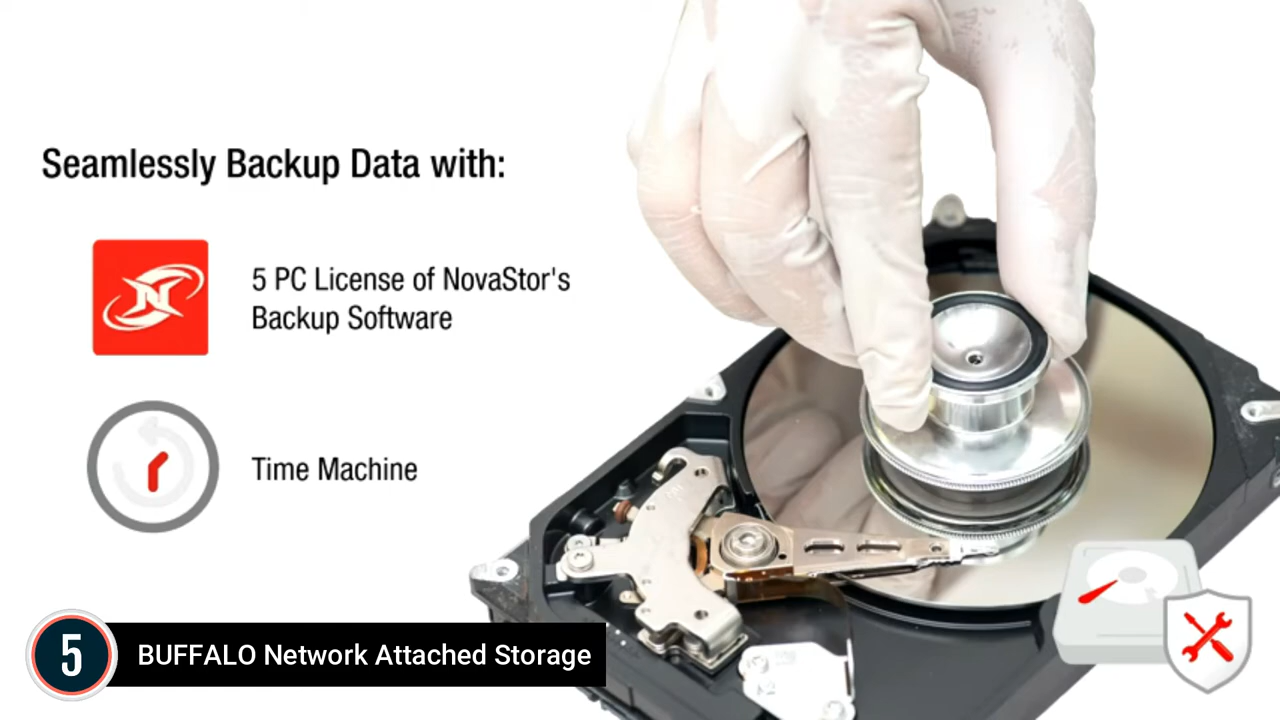 Seamlessly Backup Data with:
N
5 PC License of NovaStor's
Backup Software
Time Machine
5
BUFFALO Network Attached Storage